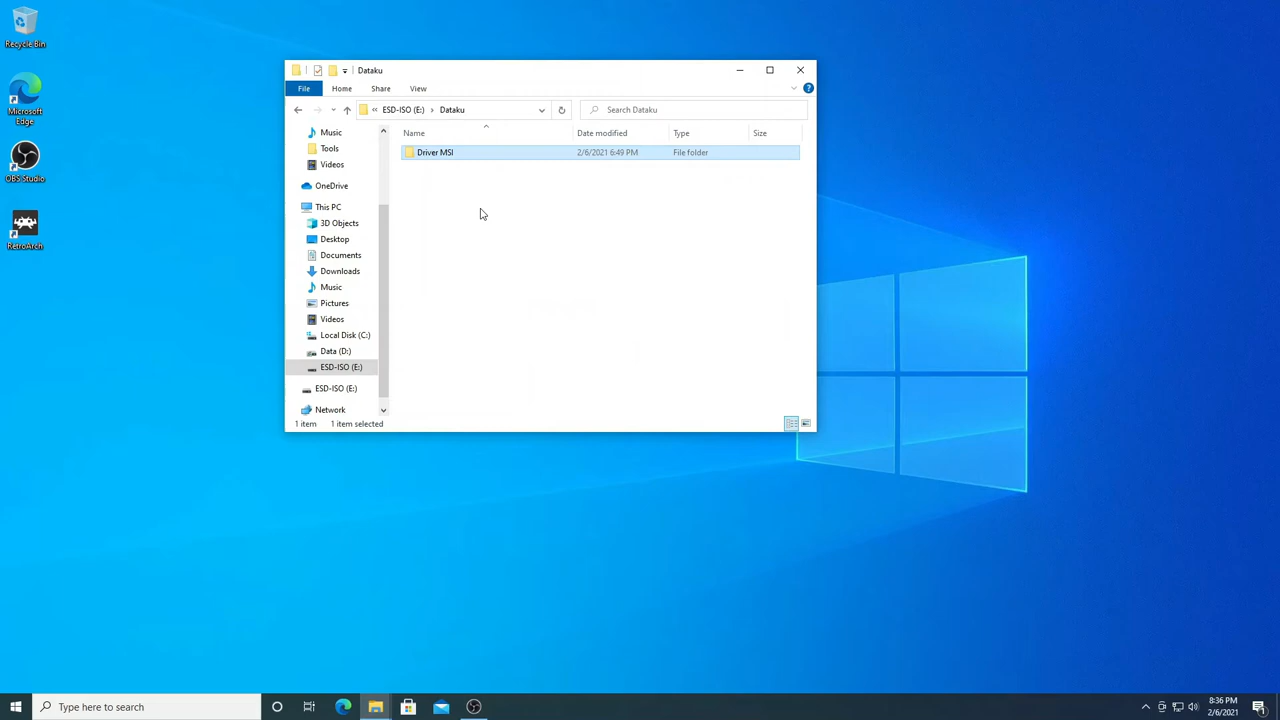 Recycle Bin
Microsoft
Edge
OBS Studio
RetroArch
Dataku
File
Home
Share
View
ESD-ISO (E:)
Dataku
Search Dataku
Music
Tools
Videos
OneDrive
This PC
3D Objects
Desktop
Documents
Downloads
Music
Pictures
Videos
Local Disk (C:)
Data (D:)
ESD-ISO (E:)
ESD-ISO (E:)
Network
Name
Date modified
Type
Size
Driver MSI
2/6/2021 6:49 PM
File folder
1 item
1 item selected
Type here to search
8:36 PM
2/6/2021